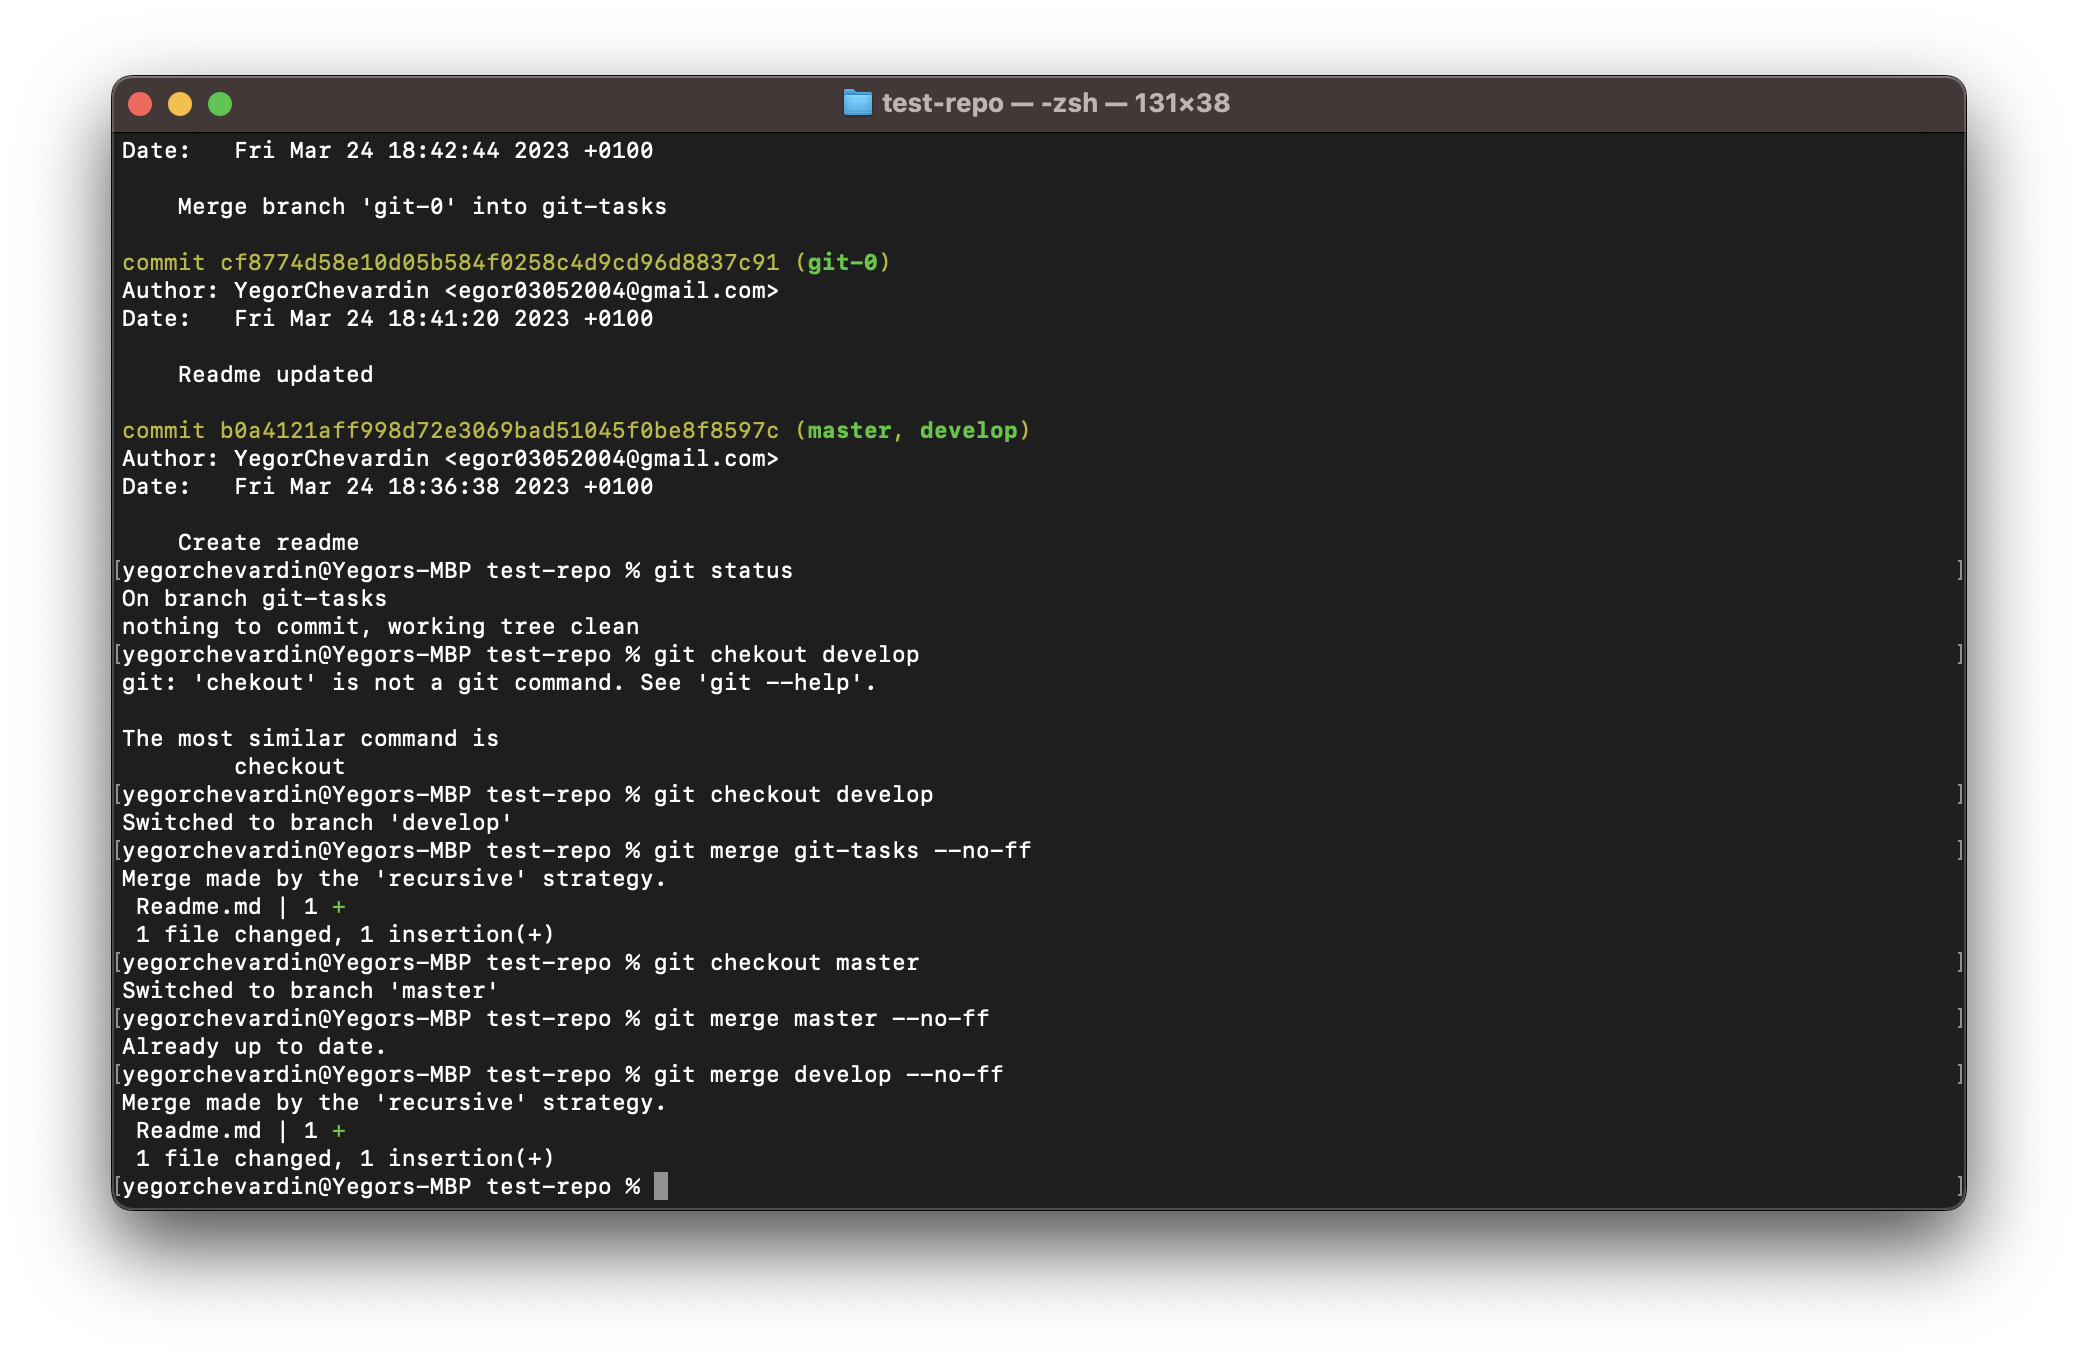 test-repo — -zsh — 131×38
Date:   Fri Mar 24 18:42:44 2023 +0100
    Merge branch 'git-0' into git-tasks
commit cf8774d58e10d05b584f0258c4d9cd96d8837c91 (git-0)
Author: YegorChevardin <egor03052004@gmail.com>
Date:   Fri Mar 24 18:41:20 2023 +0100
    Readme updated
commit b0a4121aff998d72e3069bad51045f0be8f8597c (master, develop)
Author: YegorChevardin <egor03052004@gmail.com>
Date:   Fri Mar 24 18:36:38 2023 +0100
    Create readme
[yegorchevardin@Yegors-MBP test-repo % git status ]
On branch git-tasks
nothing to commit, working tree clean
[yegorchevardin@Yegors-MBP test-repo % git chekout develop ]
git: 'chekout' is not a git command. See 'git --help'.
The most similar command is
        checkout
[yegorchevardin@Yegors-MBP test-repo % git checkout develop ]
Switched to branch 'develop'
[yegorchevardin@Yegors-MBP test-repo % git merge git-tasks --no-ff ]
Merge made by the 'recursive' strategy.
 Readme.md | 1 +
 1 file changed, 1 insertion(+)
[yegorchevardin@Yegors-MBP test-repo % git checkout master ]
Switched to branch 'master'
[yegorchevardin@Yegors-MBP test-repo % git merge master --no-ff ]
Already up to date.
[yegorchevardin@Yegors-MBP test-repo % git merge develop --no-ff ]
Merge made by the 'recursive' strategy.
 Readme.md | 1 +
 1 file changed, 1 insertion(+)
[yegorchevardin@Yegors-MBP test-repo % ]